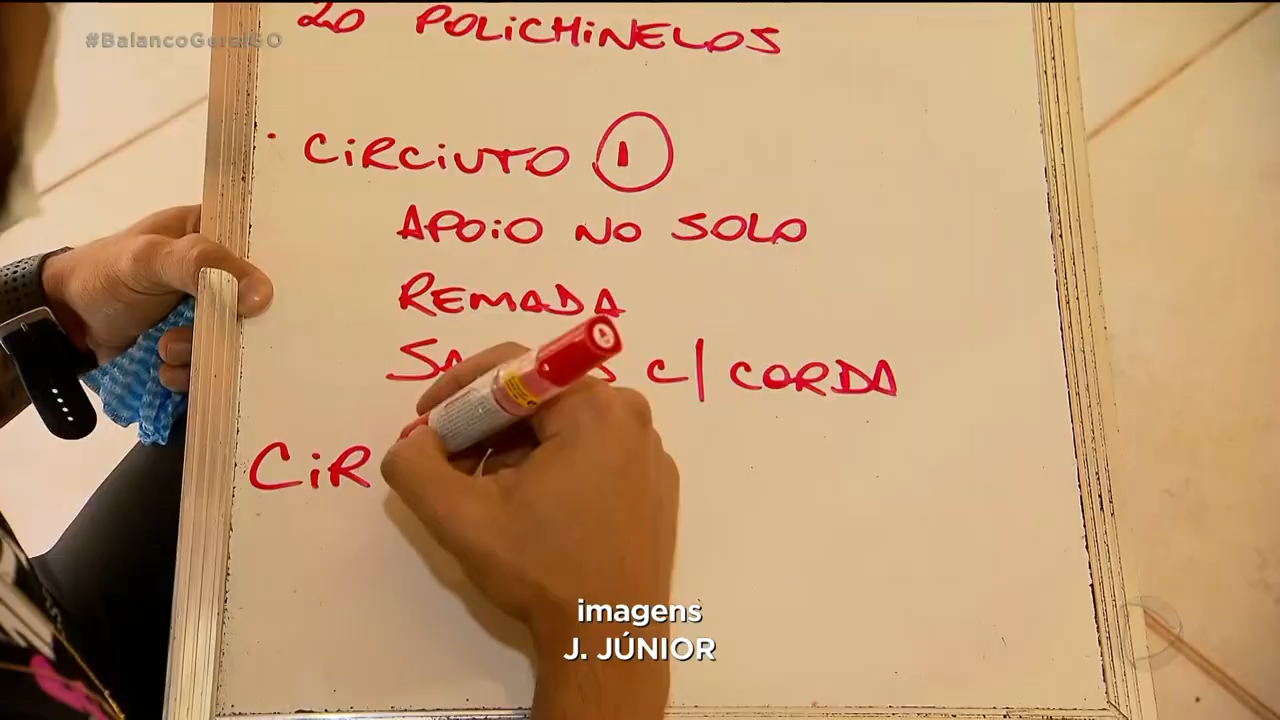 #BalancoGeralGO
20 POLICHINELOS
CIRCIUTO 1
APOIO NO SOLO
REMADA
C/ CORDA
CIR
imagens
J. JÚNIOR